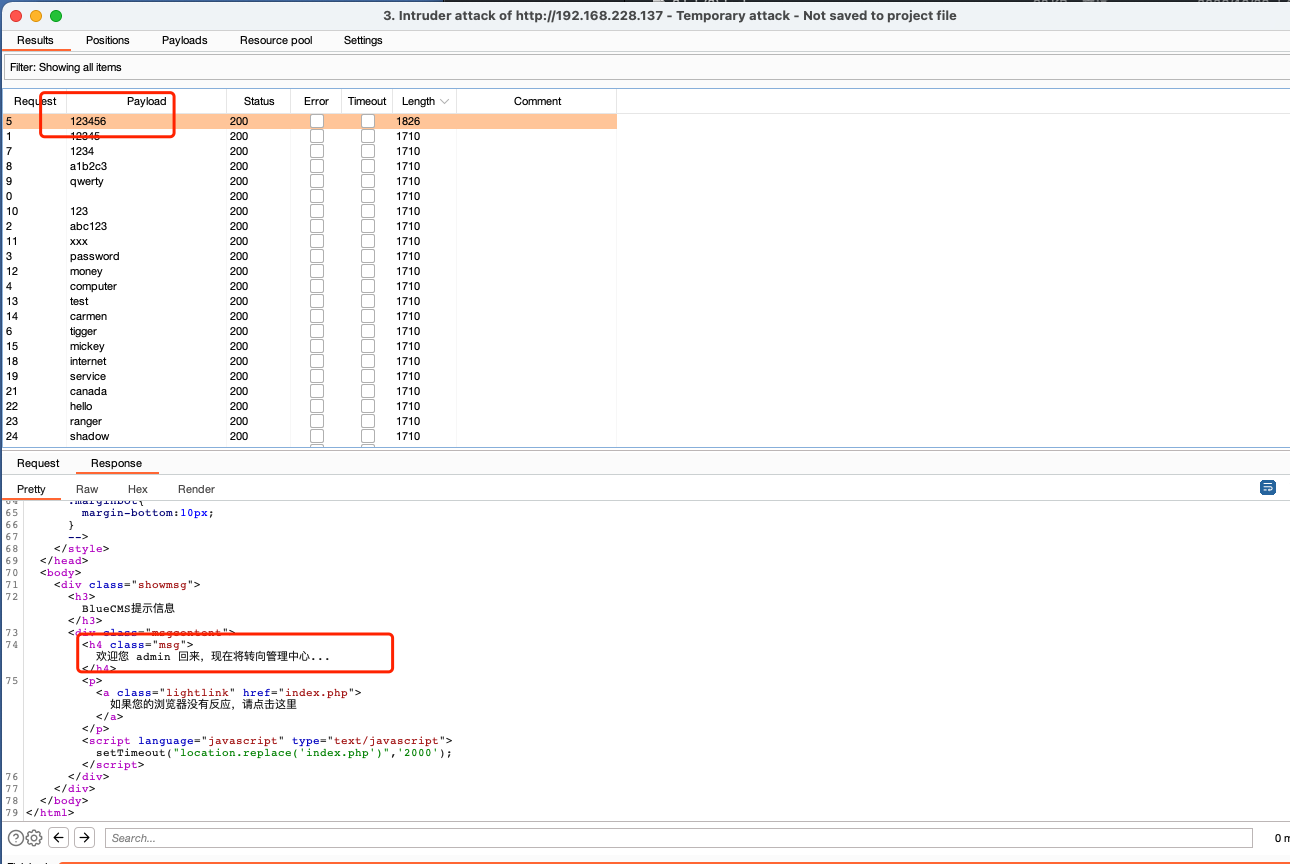 3. Intruder attack of http://192.168.228.137 - Temporary attack - Not saved to project file
Results Positions Payloads Resource pool Settings
Filter: Showing all items
Request Payload Status Error Timeout Length Comment
5 123456 200 1826
1 12345 200 1710
7 1234 200 1710
8 a1b2c3 200 1710
9 qwerty 200 1710
0 200 1710
10 123 200 1710
2 abc123 200 1710
11 xxx 200 1710
3 password 200 1710
12 money 200 1710
4 computer 200 1710
13 test 200 1710
14 carmen 200 1710
6 tigger 200 1710
15 mickey 200 1710
18 internet 200 1710
19 service 200 1710
21 canada 200 1710
22 hello 200 1710
23 ranger 200 1710
24 shadow 200 1710
Request Response
Pretty Raw Hex Render
64 .marginbot{
65 margin-bottom:10px;
66 }
67 -->
68 </style>
69 </head>
70 <body>
71 <div class="showmsg">
72 <h3>
BlueCMS提示信息
</h3>
73 <div class="msgcontent">
74 <h4 class="msg">
欢迎您 admin 回来，现在将转向管理中心...
</h4>
75 <p>
<a class="lightlink" href="index.php">
如果您的浏览器没有反应，请点击这里
</a>
</p>
<script language="javascript" type="text/javascript">
setTimeout("location.replace('index.php')",'2000');
</script>
76 </div>
77 </div>
78 </body>
79 </html>
Search...
0 m